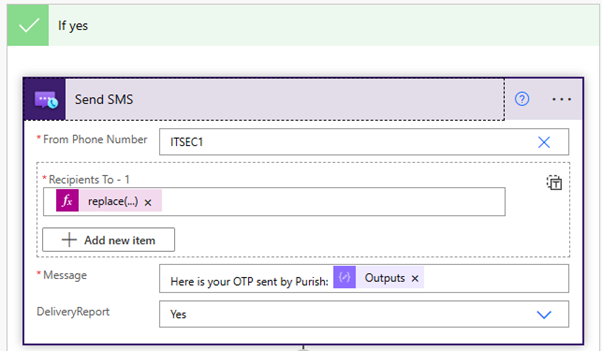 If yes
Send SMS
* From Phone Number
ITSEC1
* Recipients To - 1
fx replace(...) ×
+ Add new item
* Message
Here is your OTP sent by Purish: {/} Outputs ×
DeliveryReport
Yes